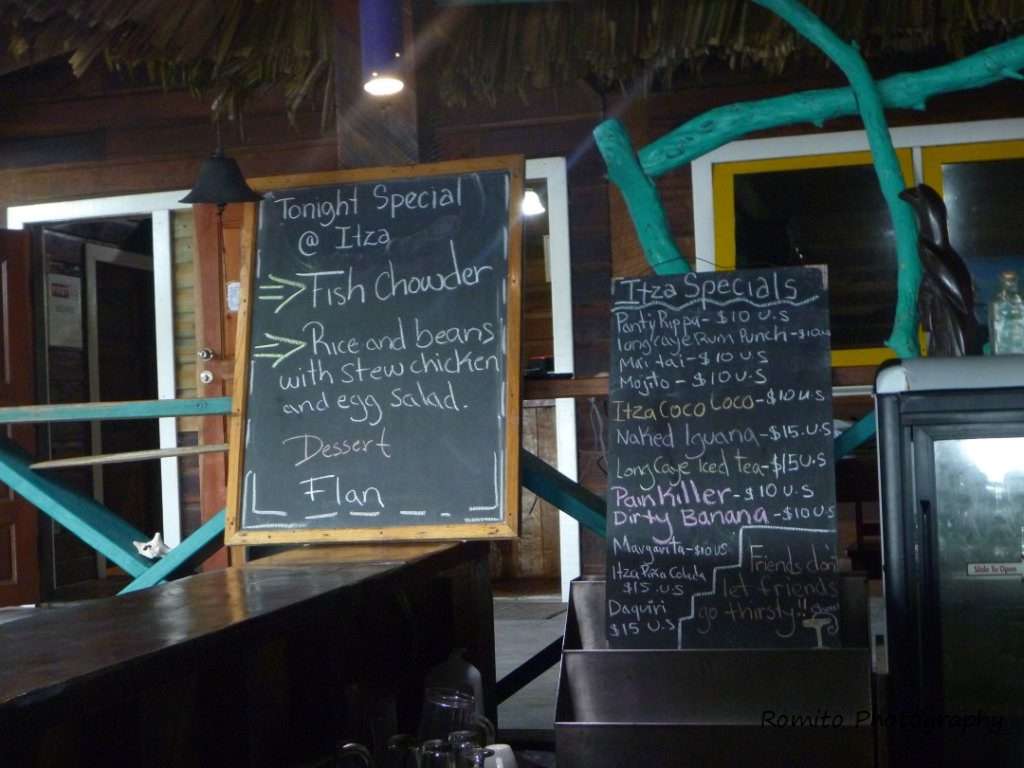 Tonight Special
@ Itza
Fish Chowder
Rice and beans
with stew chicken
and egg salad.
Dessert
Flan
Itza Specials
Panty Rippa - $10 U.S
Long Caye Rum Punch - $10 U.S
Mai tai - $10 U.S
Mojito - $10 U.S
Itza Coco Loco - $10 U.S
Naked Iguana - $15. U.S
Long Caye Iced Tea - $15 U.S
PainKiller - $10 U.S
Dirty Banana - $10 U.S
Margarita - $10 U.S
Itza Pina Colada
$15 .U.S
Daquiri
$15 U.S
Friends don't
let friends
go thirsty!!
Slide To Open
Romito Photography